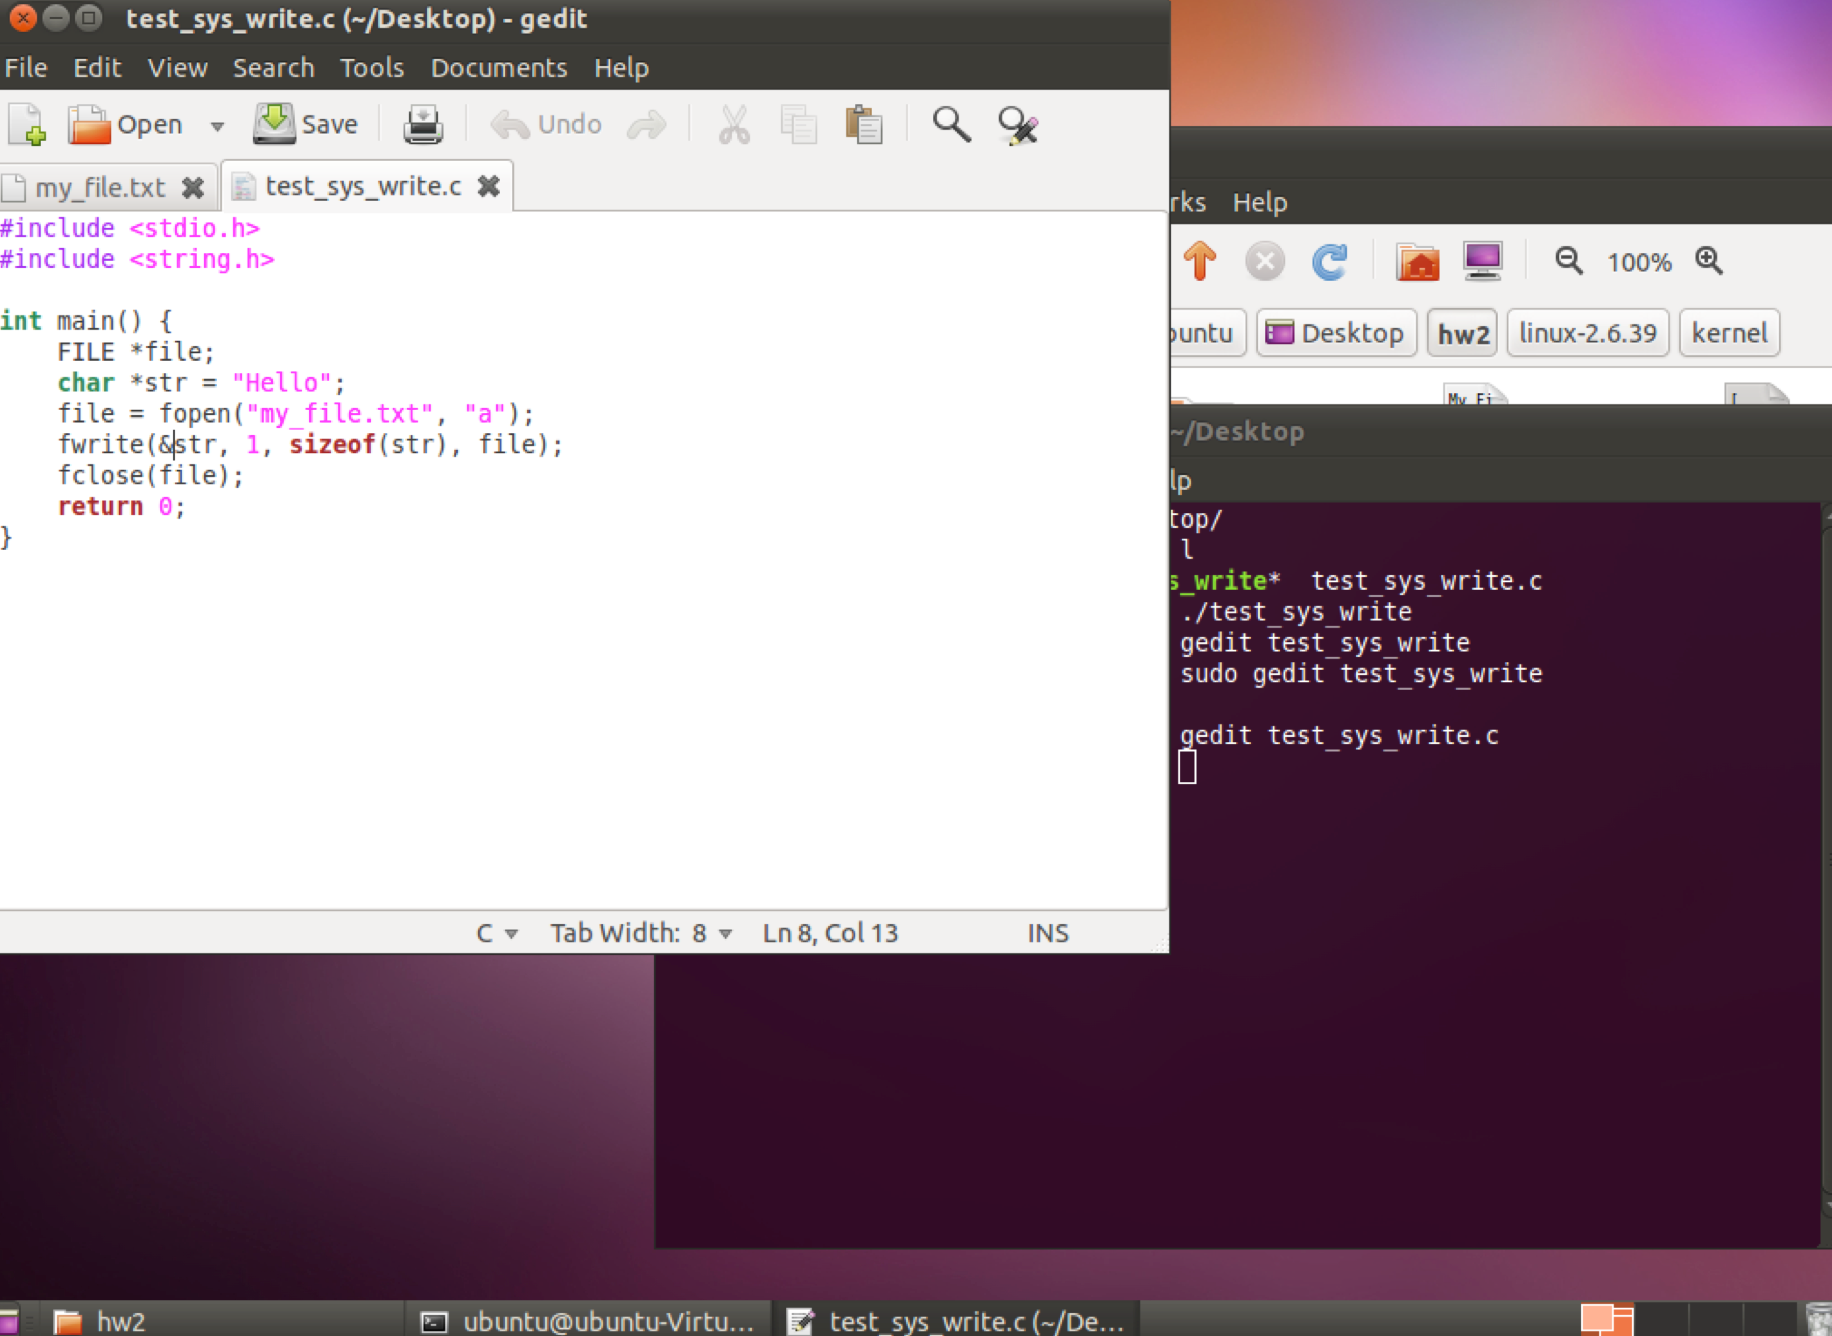 test_sys_write.c (~/Desktop) - gedit
File Edit View Search Tools Documents Help
Open Save Undo
my_file.txt test_sys_write.c
#include <stdio.h>
#include <string.h>
int main() {
FILE *file;
char *str = "Hello";
file = fopen("my_file.txt", "a");
fwrite(&str, 1, sizeof(str), file);
fclose(file);
return 0;
}
C Tab Width: 8 Ln 8, Col 13 INS
rks Help
100%
buntu Desktop hw2 linux-2.6.39 kernel
My Fi
~/Desktop
lp
top/
l
s_write* test_sys_write.c
./test_sys_write
gedit test_sys_write
sudo gedit test_sys_write
gedit test_sys_write.c
hw2 ubuntu@ubuntu-Virtu... test_sys_write.c (~/De...